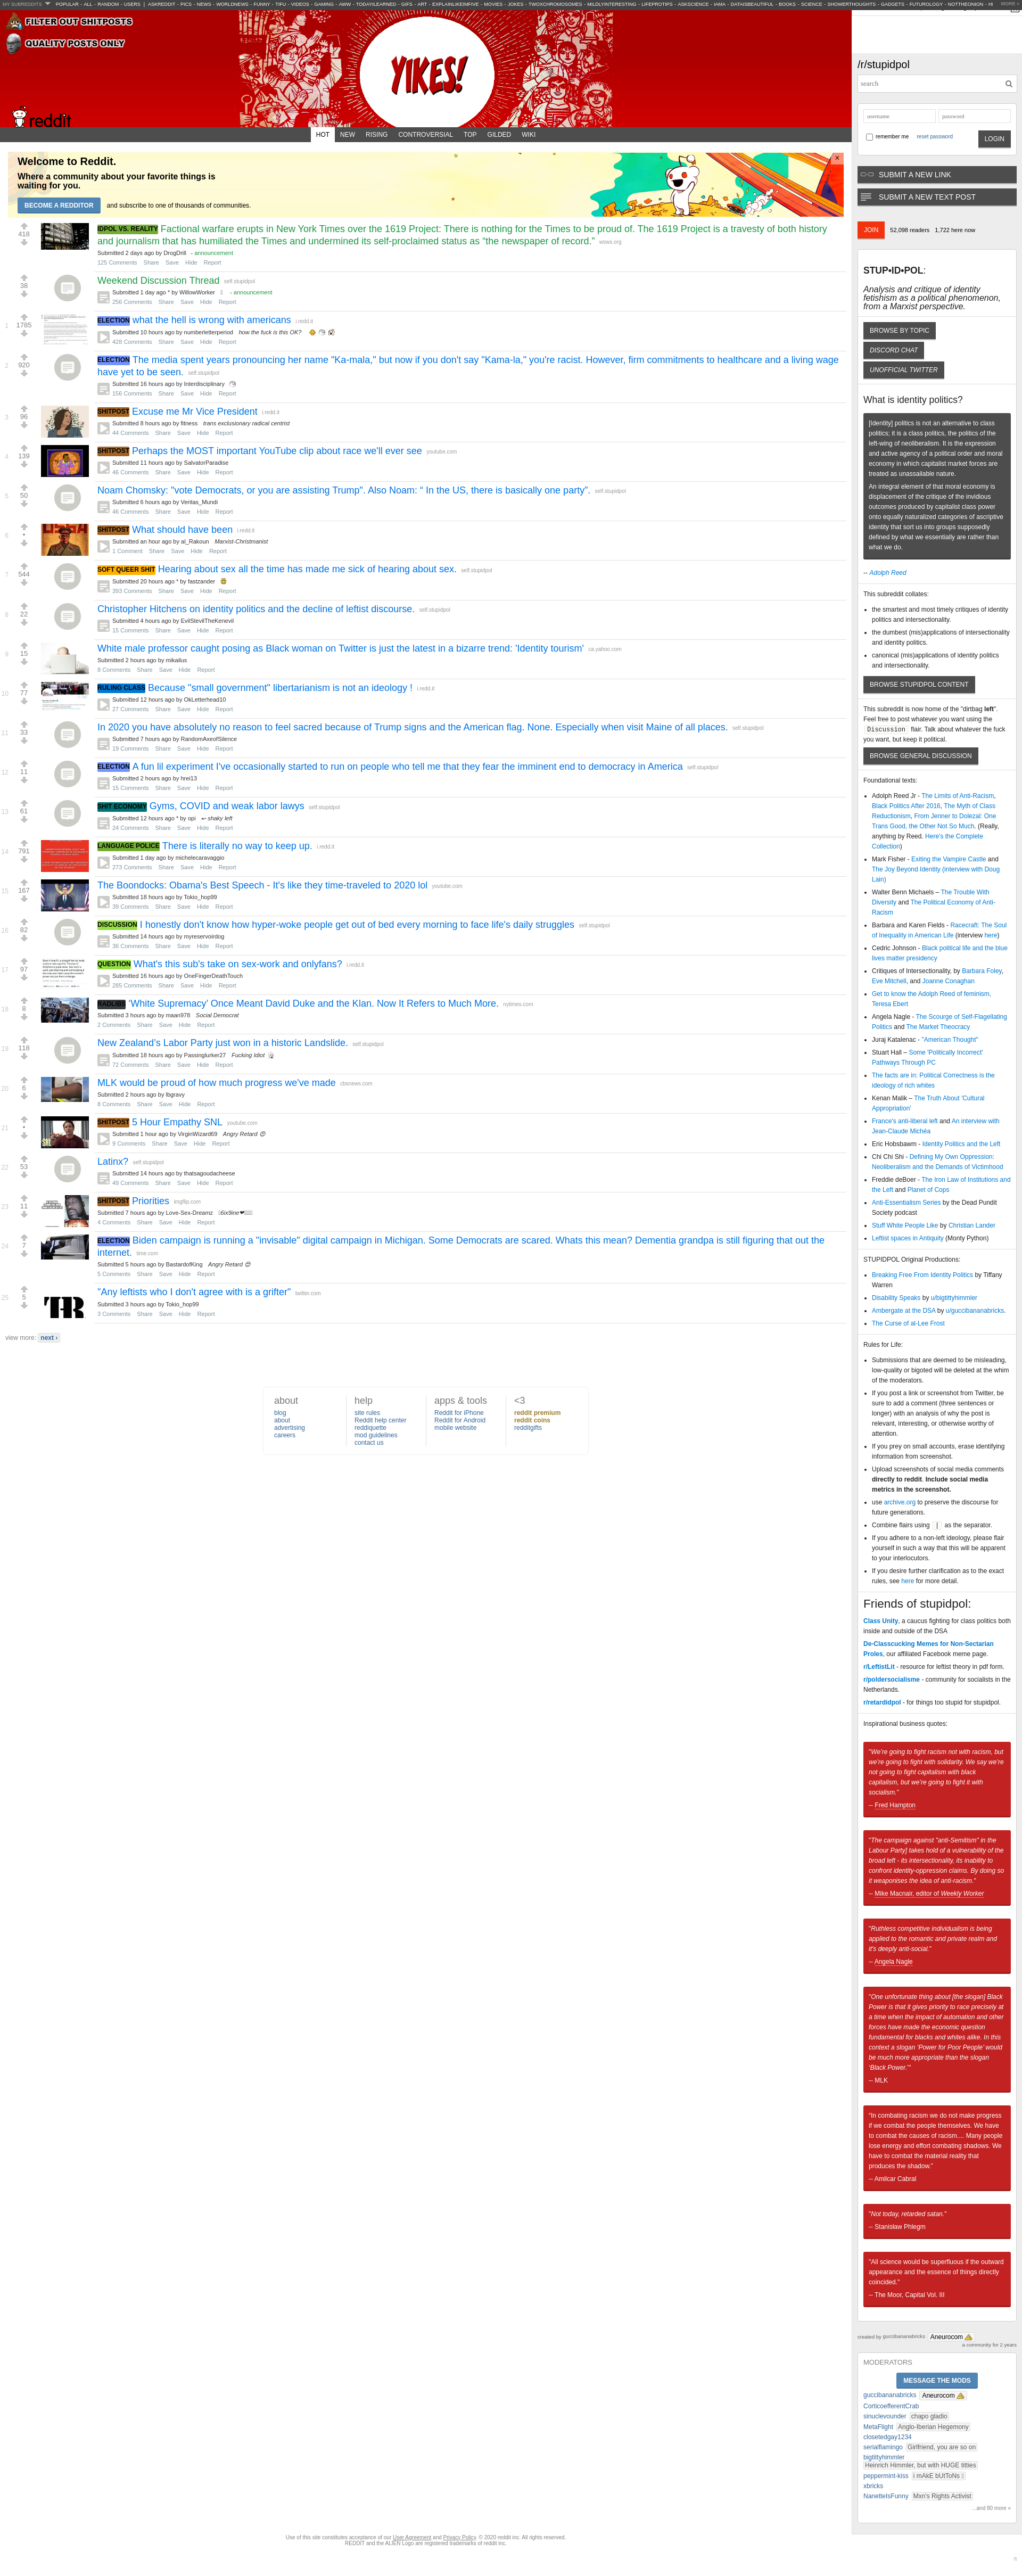 MY SUBREDDITS POPULAR - ALL - RANDOM - USERS | ASKREDDIT - PICS - NEWS - WORLDNEWS - FUNNY - TIFU - VIDEOS - GAMING - AWW - TODAYILEARNED - GIFS - ART - EXPLAINLIKEIMFIVE - MOVIES - JOKES - TWOXCHROMOSOMES - MILDLYINTERESTING - LIFEPROTIPS - ASKSCIENCE - IAMA - DATAISBEAUTIFUL - BOOKS - SCIENCE - SHOWERTHOUGHTS - GADGETS - FUTUROLOGY - NOTTHEONION - HI MORE »
FILTER OUT SHITPOSTS
QUALITY POSTS ONLY
YIKES!
reddit
HOT NEW RISING CONTROVERSIAL TOP GILDED WIKI
Welcome to Reddit.
Where a community about your favorite things is
waiting for you.
BECOME A REDDITOR and subscribe to one of thousands of communities.
×
418
IDPOL VS. REALITY Factional warfare erupts in New York Times over the 1619 Project: There is nothing for the Times to be proud of. The 1619 Project is a travesty of both history
and journalism that has humiliated the Times and undermined its self-proclaimed status as “the newspaper of record.” wsws.org
Submitted 2 days ago by DrogDrill - announcement
125 Comments Share Save Hide Report
38
Weekend Discussion Thread self.stupidpol
Submitted 1 day ago * by WillowWorker - announcement
256 Comments Share Save Hide Report
1 1785
ELECTION what the hell is wrong with americans i.redd.it
Submitted 10 hours ago by numberletterperiod how the fuck is this OK?
428 Comments Share Save Hide Report
2 920
ELECTION The media spent years pronouncing her name "Ka-mala," but now if you don't say "Kama-la," you're racist. However, firm commitments to healthcare and a living wage
have yet to be seen. self.stupidpol
Submitted 16 hours ago by Interdisciplinary
156 Comments Share Save Hide Report
3 96
SHITPOST Excuse me Mr Vice President i.redd.it
Submitted 8 hours ago by fitness trans exclusionary radical centrist
44 Comments Share Save Hide Report
4 139
SHITPOST Perhaps the MOST important YouTube clip about race we'll ever see youtube.com
Submitted 11 hours ago by SalvatorParadise
46 Comments Share Save Hide Report
5 50
Noam Chomsky: "vote Democrats, or you are assisting Trump". Also Noam: “ In the US, there is basically one party”. self.stupidpol
Submitted 6 hours ago by Veritas_Mundi
46 Comments Share Save Hide Report
6 •
SHITPOST What should have been i.redd.it
Submitted an hour ago by al_Rakoun Marxist-Christmanist
1 Comment Share Save Hide Report
7 544
SOFT QUEER SHIT Hearing about sex all the time has made me sick of hearing about sex. self.stupidpol
Submitted 20 hours ago * by fastzander
393 Comments Share Save Hide Report
8 22
Christopher Hitchens on identity politics and the decline of leftist discourse. self.stupidpol
Submitted 4 hours ago by EvilStevilTheKenevil
15 Comments Share Save Hide Report
9 15
White male professor caught posing as Black woman on Twitter is just the latest in a bizarre trend: 'Identity tourism' ca.yahoo.com
Submitted 2 hours ago by mikailus
8 Comments Share Save Hide Report
10 77
RULING CLASS Because "small government" libertarianism is not an ideology ! i.redd.it
Submitted 12 hours ago by OkLetterhead10
27 Comments Share Save Hide Report
11 33
In 2020 you have absolutely no reason to feel sacred because of Trump signs and the American flag. None. Especially when visit Maine of all places. self.stupidpol
Submitted 7 hours ago by RandomAxeofSilence
19 Comments Share Save Hide Report
12 11
ELECTION A fun lil experiment I've occasionally started to run on people who tell me that they fear the imminent end to democracy in America self.stupidpol
Submitted 2 hours ago by hrei13
15 Comments Share Save Hide Report
13 61
SHIT ECONOMY Gyms, COVID and weak labor lawys self.stupidpol
Submitted 12 hours ago * by opi ↩ shaky left
24 Comments Share Save Hide Report
14 791
LANGUAGE POLICE There is literally no way to keep up. i.redd.it
Submitted 1 day ago by michelecaravaggio
273 Comments Share Save Hide Report
15 167
The Boondocks: Obama's Best Speech - It's like they time-traveled to 2020 lol youtube.com
Submitted 18 hours ago by Tokio_hop99
39 Comments Share Save Hide Report
16 82
DISCUSSION I honestly don't know how hyper-woke people get out of bed every morning to face life's daily struggles self.stupidpol
Submitted 14 hours ago by myreservoirdog
36 Comments Share Save Hide Report
17 97
QUESTION What's this sub's take on sex-work and onlyfans? i.redd.it
Submitted 16 hours ago by OneFingerDeathTouch
285 Comments Share Save Hide Report
18 8
RADLIBS 'White Supremacy' Once Meant David Duke and the Klan. Now It Refers to Much More. nytimes.com
Submitted 3 hours ago by maan978 Social Democrat
2 Comments Share Save Hide Report
19 118
New Zealand's Labor Party just won in a historic Landslide. self.stupidpol
Submitted 18 hours ago by Passinglurker27 Fucking Idiot
72 Comments Share Save Hide Report
20 6
MLK would be proud of how much progress we've made cbsnews.com
Submitted 2 hours ago by Ibgravy
8 Comments Share Save Hide Report
21 •
SHITPOST 5 Hour Empathy SNL youtube.com
Submitted 1 hour ago by VirginWizard69 Angry Retard 😍
9 Comments Share Save Hide Report
22 53
Latinx? self.stupidpol
Submitted 14 hours ago by thatsagoudacheese
49 Comments Share Save Hide Report
23 11
SHITPOST Priorities imgflip.com
Submitted 7 hours ago by Love-Sex-Dreamz
4 Comments Share Save Hide Report
24 7
ELECTION Biden campaign is running a "invisable" digital campaign in Michigan. Some Democrats are scared. Whats this mean? Dementia grandpa is still figuring that out the
internet. time.com
Submitted 5 hours ago by BastardofKing Angry Retard 😍
5 Comments Share Save Hide Report
25 5
"Any leftists who I don't agree with is a grifter" twitter.com
Submitted 3 hours ago by Tokio_hop99
3 Comments Share Save Hide Report
view more: next ›
about
blog
about
advertising
careers
help
site rules
Reddit help center
reddiquette
mod guidelines
contact us
apps & tools
Reddit for iPhone
Reddit for Android
mobile website
<3
reddit premium
reddit coins
redditgifts
Use of this site constitutes acceptance of our User Agreement and Privacy Policy. © 2020 reddit inc. All rights reserved.
REDDIT and the ALIEN Logo are registered trademarks of reddit inc.
/r/stupidpol
search
username password
remember me reset password LOGIN
SUBMIT A NEW LINK
SUBMIT A NEW TEXT POST
JOIN 52,098 readers 1,722 here now
STUP•ID•POL:
Analysis and critique of identity
fetishism as a political phenomenon,
from a Marxist perspective.
BROWSE BY TOPIC
DISCORD CHAT
UNOFFICIAL TWITTER
What is identity politics?
[Identity] politics is not an alternative to class
politics; it is a class politics, the politics of the
left-wing of neoliberalism. It is the expression
and active agency of a political order and moral
economy in which capitalist market forces are
treated as unassailable nature.
An integral element of that moral economy is
displacement of the critique of the invidious
outcomes produced by capitalist class power
onto equally naturalized categories of ascriptive
identity that sort us into groups supposedly
defined by what we essentially are rather than
what we do.
-- Adolph Reed
This subreddit collates:
• the smartest and most timely critiques of identity
politics and intersectionality.
• the dumbest (mis)applications of intersectionality
and identity politics.
• canonical (mis)applications of identity politics
and intersectionality.
BROWSE STUPIDPOL CONTENT
This subreddit is now home of the "dirtbag left".
Feel free to post whatever you want using the
Discussion flair. Talk about whatever the fuck
you want, but keep it political.
BROWSE GENERAL DISCUSSION
Foundational texts:
• Adolph Reed Jr - The Limits of Anti-Racism,
Black Politics After 2016, The Myth of Class
Reductionism, From Jenner to Dolezal: One
Trans Good, the Other Not So Much. (Really,
anything by Reed. Here's the Complete
Collection)
• Mark Fisher - Exiting the Vampire Castle and
The Joy Beyond Identity (interview with Doug
Lain)
• Walter Benn Michaels – The Trouble With
Diversity and The Political Economy of Anti-
Racism
• Barbara and Karen Fields - Racecraft: The Soul
of Inequality in American Life (interview here)
• Cedric Johnson - Black political life and the blue
lives matter presidency
• Critiques of Intersectionality, by Barbara Foley,
Eve Mitchell, and Joanne Conaghan
• Get to know the Adolph Reed of feminism,
Teresa Ebert
• Angela Nagle - The Scourge of Self-Flagellating
Politics and The Market Theocracy
• Juraj Katalenac - "American Thought"
• Stuart Hall – Some 'Politically Incorrect'
Pathways Through PC
• The facts are in: Political Correctness is the
ideology of rich whites
• Kenan Malik – The Truth About 'Cultural
Appropriation'
• France's anti-liberal left and An interview with
Jean-Claude Michéa
• Eric Hobsbawm - Identity Politics and the Left
• Chi Chi Shi - Defining My Own Oppression:
Neoliberalism and the Demands of Victimhood
• Freddie deBoer - The Iron Law of Institutions and
the Left and Planet of Cops
• Anti-Essentialism Series by the Dead Pundit
Society podcast
• Stuff White People Like by Christian Lander
• Leftist spaces in Antiquity (Monty Python)
STUPIDPOL Original Productions:
• Breaking Free From Identity Politics by Tiffany
Warren
• Disability Speaks by u/bigtittyhimmler
• Ambergate at the DSA by u/guccibananabricks.
• The Curse of al-Lee Frost
Rules for Life:
• Submissions that are deemed to be misleading,
low-quality or bigoted will be deleted at the whim
of the moderators.
• If you post a link or screenshot from Twitter, be
sure to add a comment (three sentences or
longer) with an analysis of why the post is
relevant, interesting, or otherwise worthy of
attention.
• If you prey on small accounts, erase identifying
information from screenshot.
• Upload screenshots of social media comments
directly to reddit. Include social media
metrics in the screenshot.
• use archive.org to preserve the discourse for
future generations.
• Combine flairs using | as the separator.
• If you adhere to a non-left ideology, please flair
yourself in such a way that this will be apparent
to your interlocutors.
• If you desire further clarification as to the exact
rules, see here for more detail.
Friends of stupidpol:
Class Unity, a caucus fighting for class politics both
inside and outside of the DSA
De-Classcucking Memes for Non-Sectarian
Proles, our affiliated Facebook meme page.
r/LeftistLit - resource for leftist theory in pdf form.
r/poldersocialisme - community for socialists in the
Netherlands.
r/retardidpol - for things too stupid for stupidpol.
Inspirational business quotes:
"We're going to fight racism not with racism, but
we're going to fight with solidarity. We say we're
not going to fight capitalism with black
capitalism, but we're going to fight it with
socialism."
-- Fred Hampton
"The campaign against "anti-Semitism" in the
Labour Party] takes hold of a vulnerability of the
broad left - its intersectionality, its inability to
confront identity-oppression claims. By doing so
it weaponises the idea of anti-racism."
-- Mike Macnair, editor of Weekly Worker
"Ruthless competitive individualism is being
applied to the romantic and private realm and
it's deeply anti-social."
-- Angela Nagle
"One unfortunate thing about [the slogan] Black
Power is that it gives priority to race precisely at
a time when the impact of automation and other
forces have made the economic question
fundamental for blacks and whites alike. In this
context a slogan 'Power for Poor People' would
be much more appropriate than the slogan
'Black Power.'"
-- MLK
"In combating racism we do not make progress
if we combat the people themselves. We have
to combat the causes of racism.... Many people
lose energy and effort combating shadows. We
have to combat the material reality that
produces the shadow."
-- Amilcar Cabral
"Not today, retarded satan."
-- Stanisław Phlegm
"All science would be superfluous if the outward
appearance and the essence of things directly
coincided."
-- The Moor, Capital Vol. III
created by guccibananabricks Aneurocom
a community for 2 years
MODERATORS
MESSAGE THE MODS
guccibananabricks Aneurocom
CorticoefferentCrab
sinuclevounder chapo gladio
MetaFlight Anglo-Iberian Hegemony
closetedgay1234
serialflamingo Girlfriend, you are so on
bigtittyhimmler
Heinrich Himmler, but with HUGE titties
peppermint-kiss i mAkE bUtToNs
xbricks
NanetteIsFunny Mxn's Rights Activist
...and 80 more »